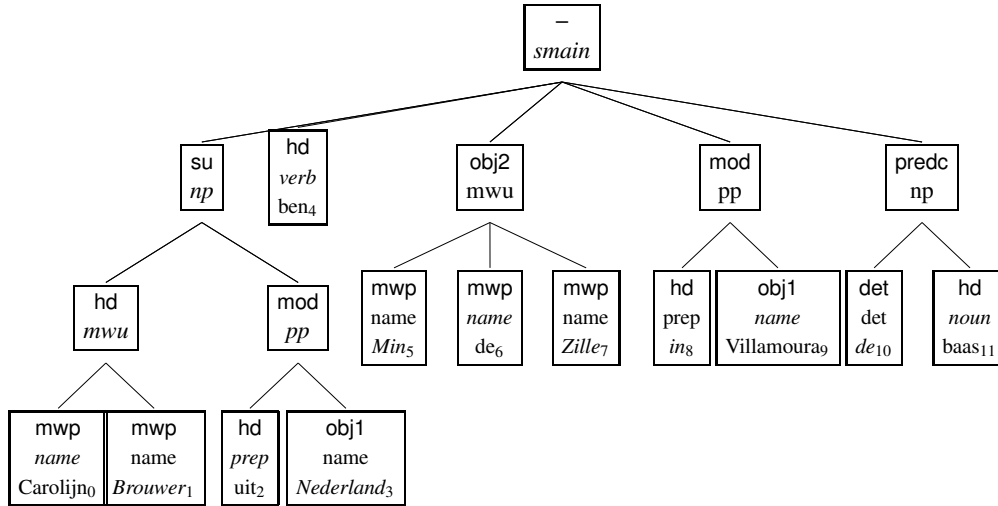 –
smain
su
np
hd
verb
ben4
obj2
mwu
mod
pp
predc
np
hd
mwu
mod
pp
mwp
name
Min5
mwp
name
de6
mwp
name
Zille7
hd
prep
in8
obj1
name
Villamoura9
det
det
de10
hd
noun
baas11
mwp
name
Carolijn0
mwp
name
Brouwer1
hd
prep
uit2
obj1
name
Nederland3